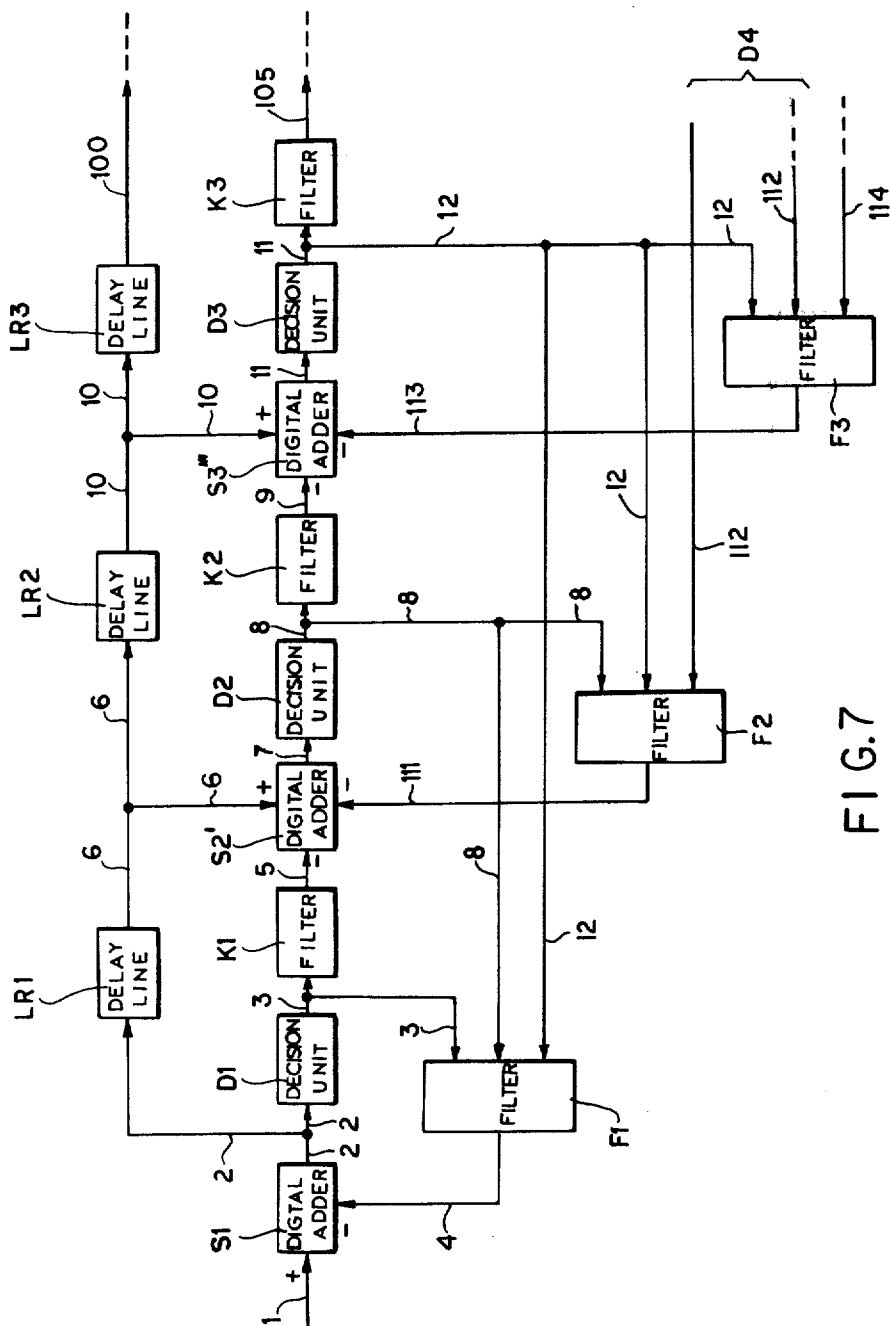 LR1
DELAY
LINE
LR2
DELAY
LINE
LR3
DELAY
LINE
100
2
6
6
6
10
10
10
1
+
S1
DIGTAL
ADDER
−
2
2
D1
DECISION
UNIT
3
K1
FILTER
5
−
S2'
DIGITAL
ADDER
+
−
7
D2
DECISION
UNIT
8
K2
FILTER
9
−
S3'''
DIGITAL
ADDER
+
−
11
D3
DECISION
UNIT
11
K3
FILTER
105
4
3
8
12
FILTER
F1
111
8
8
12
112
FILTER
F2
113
12
12
112
114
D4
FILTER
F3
FIG.7